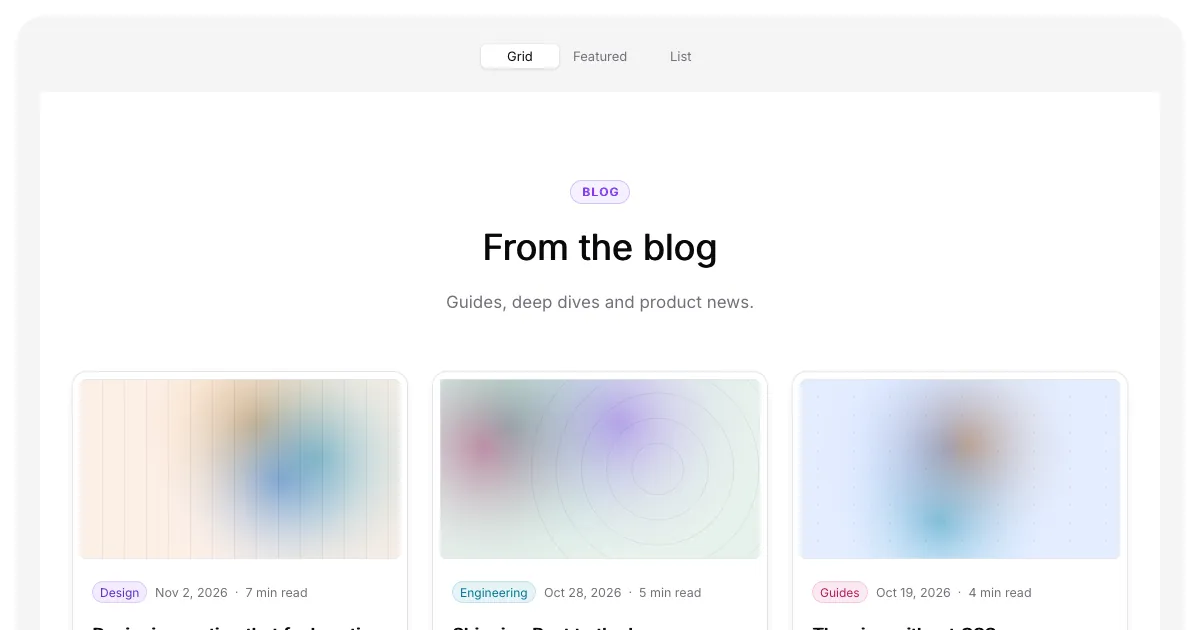 Grid Featured List
BLOG
From the blog
Guides, deep dives and product news.
Design Nov 2, 2026 · 7 min read
Engineering Oct 28, 2026 · 5 min read
Guides Oct 19, 2026 · 4 min read